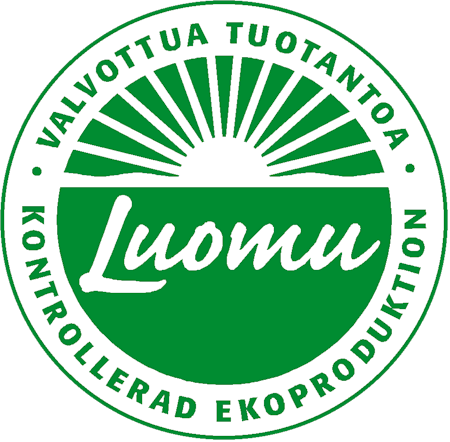 VALVOTTUA TUOTANTOA
Luomu
KONTROLLERAD EKOPRODUKTION